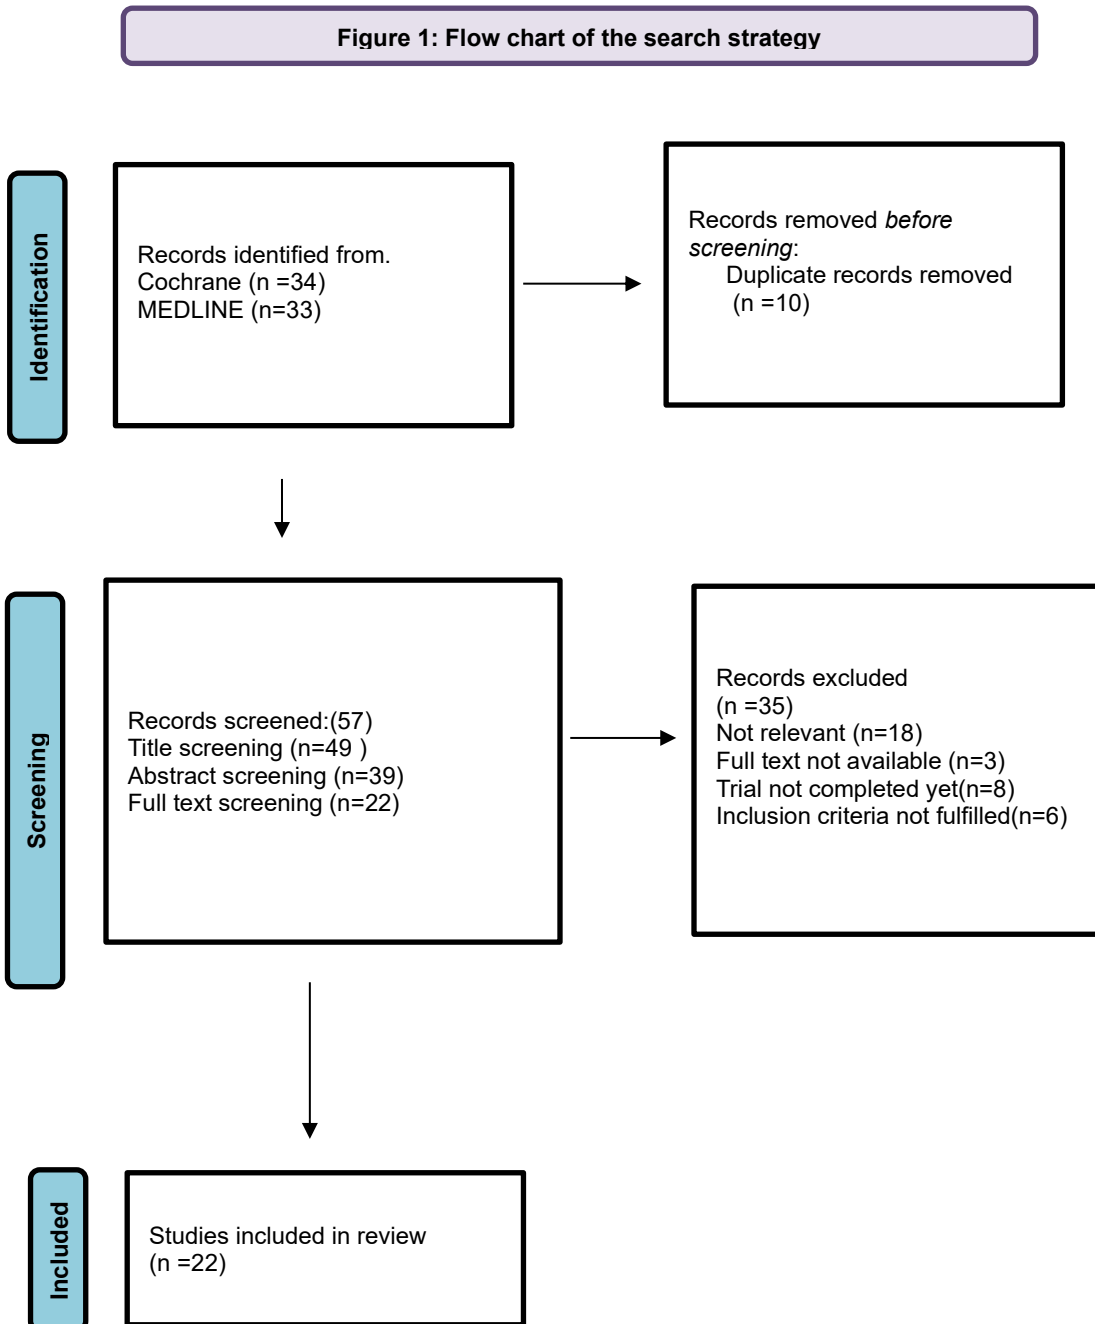 Figure 1: Flow chart of the search strategy
Identification
Records identified from.
Cochrane (n =34)
MEDLINE (n=33)
Records removed before
screening:
Duplicate records removed
(n =10)
Screening
Records screened:(57)
Title screening (n=49 )
Abstract screening (n=39)
Full text screening (n=22)
Records excluded
(n =35)
Not relevant (n=18)
Full text not available (n=3)
Trial not completed yet(n=8)
Inclusion criteria not fulfilled(n=6)
Included
Studies included in review
(n =22)